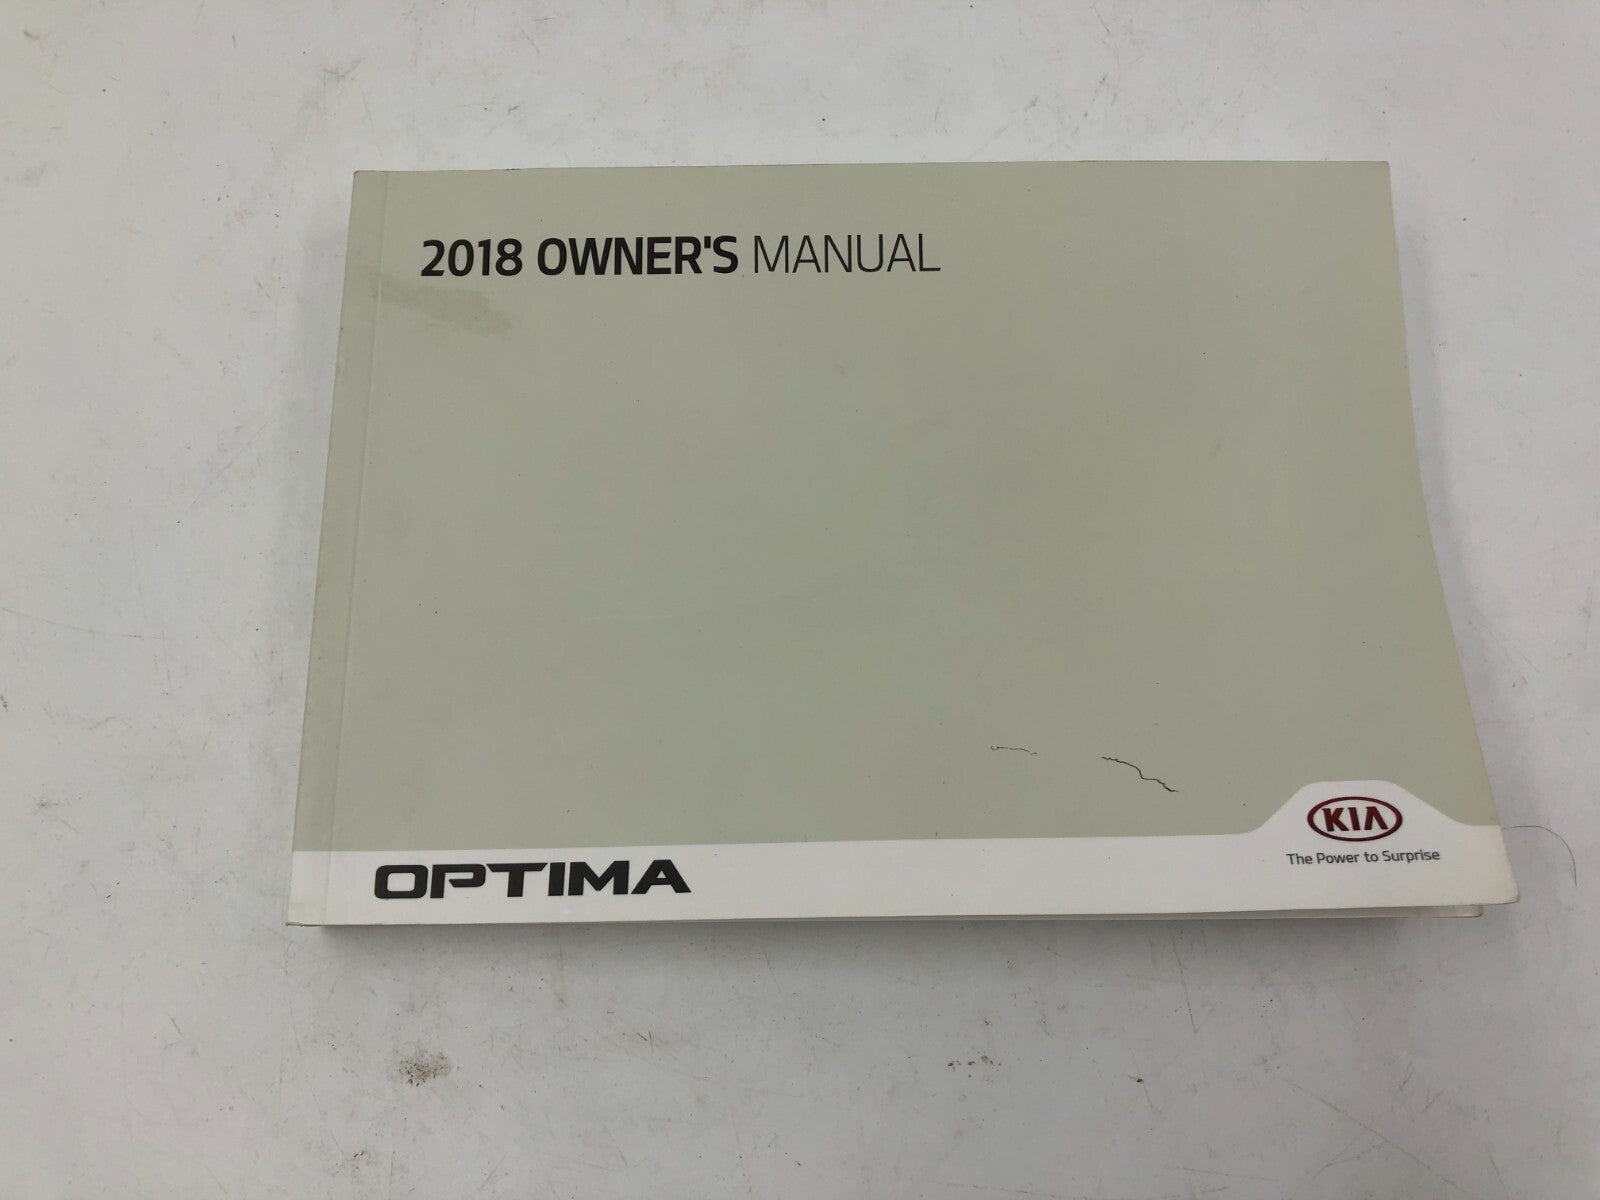 2018 OWNER'S MANUAL
OPTIMA
KIA
The Power to Surprise